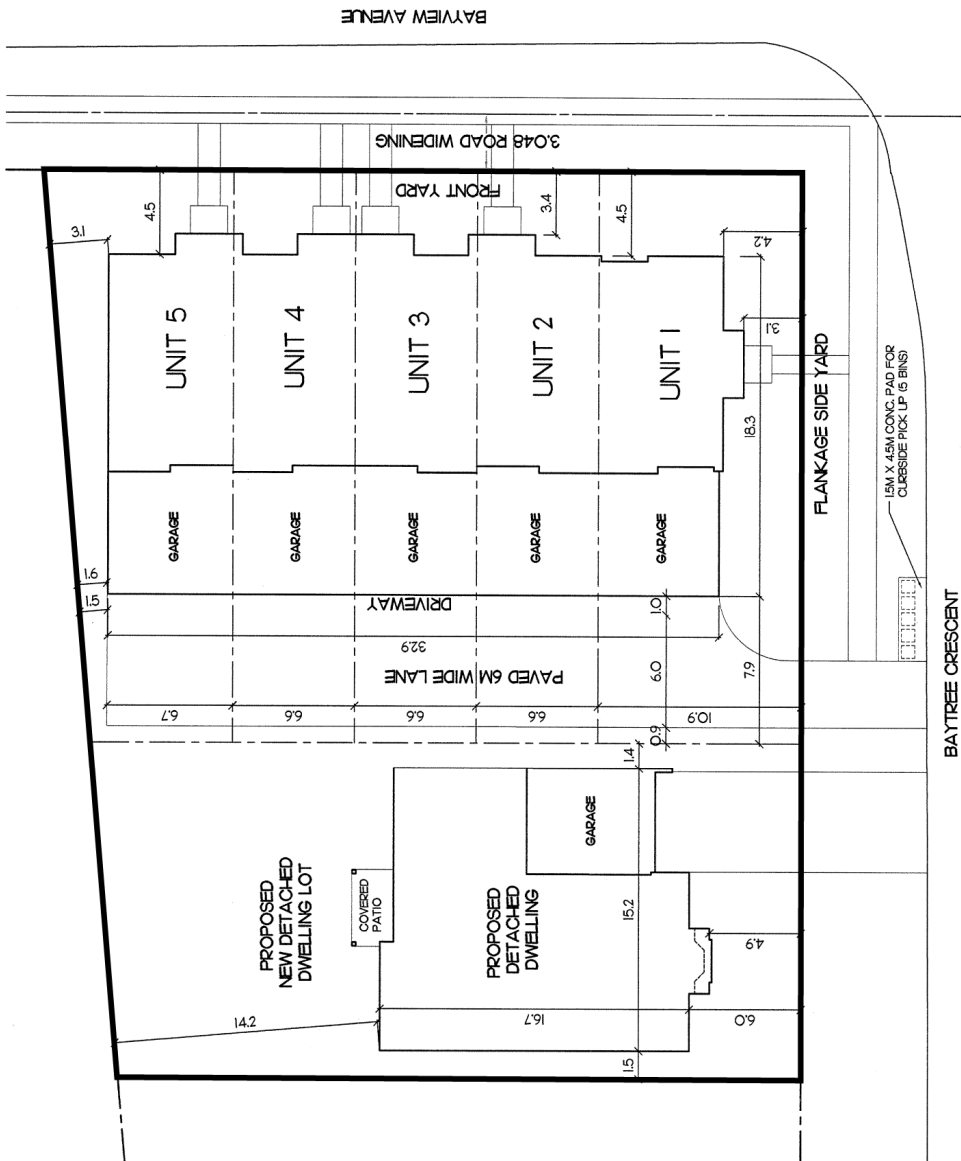 BAYVIEW AVENUE
3.048 ROAD WIDENING
FRONT YARD
4.5
3.4
4.5
3.1
4.2
3.1
UNIT 5
UNIT 4
UNIT 3
UNIT 2
UNIT 1
18.3
FLANKAGE SIDE YARD
1.5M X 4.5M CONC. PAD FOR
CURBSIDE PICK UP (5 BINS)
GARAGE
GARAGE
GARAGE
GARAGE
GARAGE
1.6
1.5
DRIVEWAY
1.0
32.9
PAVED 6M WIDE LANE
6.0
7.9
6.7
6.6
6.6
6.6
10.9
0.9
1.4
BAYTREE CRESCENT
GARAGE
PROPOSED
NEW DETACHED
DWELLING LOT
COVERED
PATIO
PROPOSED
DETACHED
DWELLING
15.2
4.9
14.2
16.7
6.0
1.5